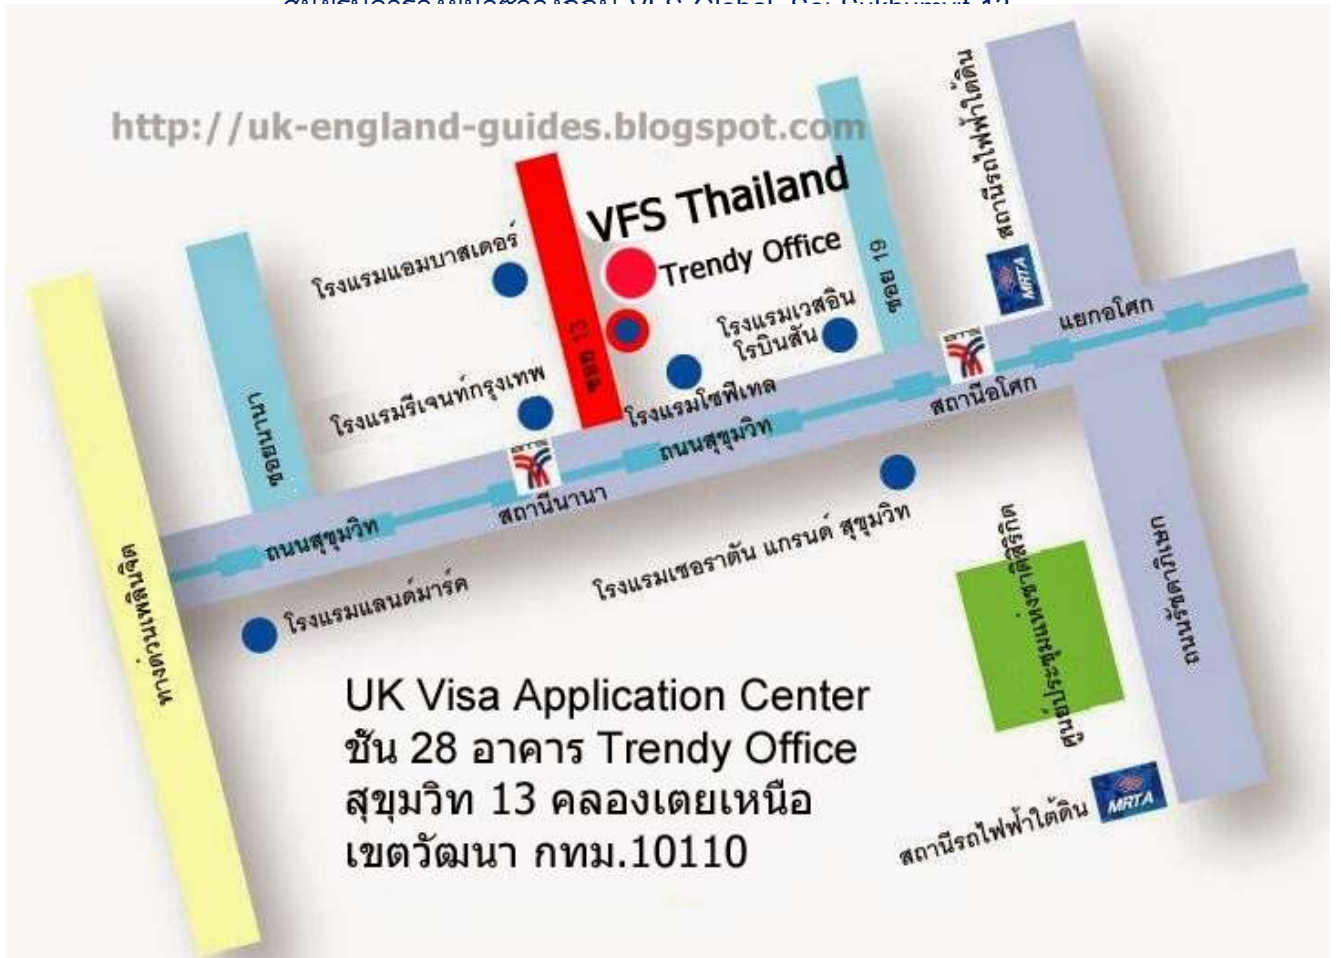 VFS Global, Soi Sukhumvit 13
http://uk-england-guides.blogspot.com
สถานีรถไฟฟ้าใต้ดิน
MRTA
VFS Thailand
Trendy Office
โรงแรมแอมบาสเดอร์
ซอย 13
ซอย 19
โรงแรมเวสอิน
โรบินสัน
แยกอโศก
โรงแรมรีเจนท์กรุงเทพ
โรงแรมโซฟีเทล
สถานีอโศก
ซอยนานา
ถนนสุขุมวิท
สถานีนานา
ถนนสุขุมวิท
โรงแรมเชอราตัน แกรนด์ สุขุมวิท
โรงแรมแลนด์มาร์ค
ทางด่วนเพลินจิต
ศูนย์ประชุมแห่งชาติสิริกิต
ถนนรัชดาภิเษก
UK Visa Application Center
ชั้น 28 อาคาร Trendy Office
สุขุมวิท 13 คลองเตยเหนือ
เขตวัฒนา กทม.10110
สถานีรถไฟฟ้าใต้ดิน
MRTA